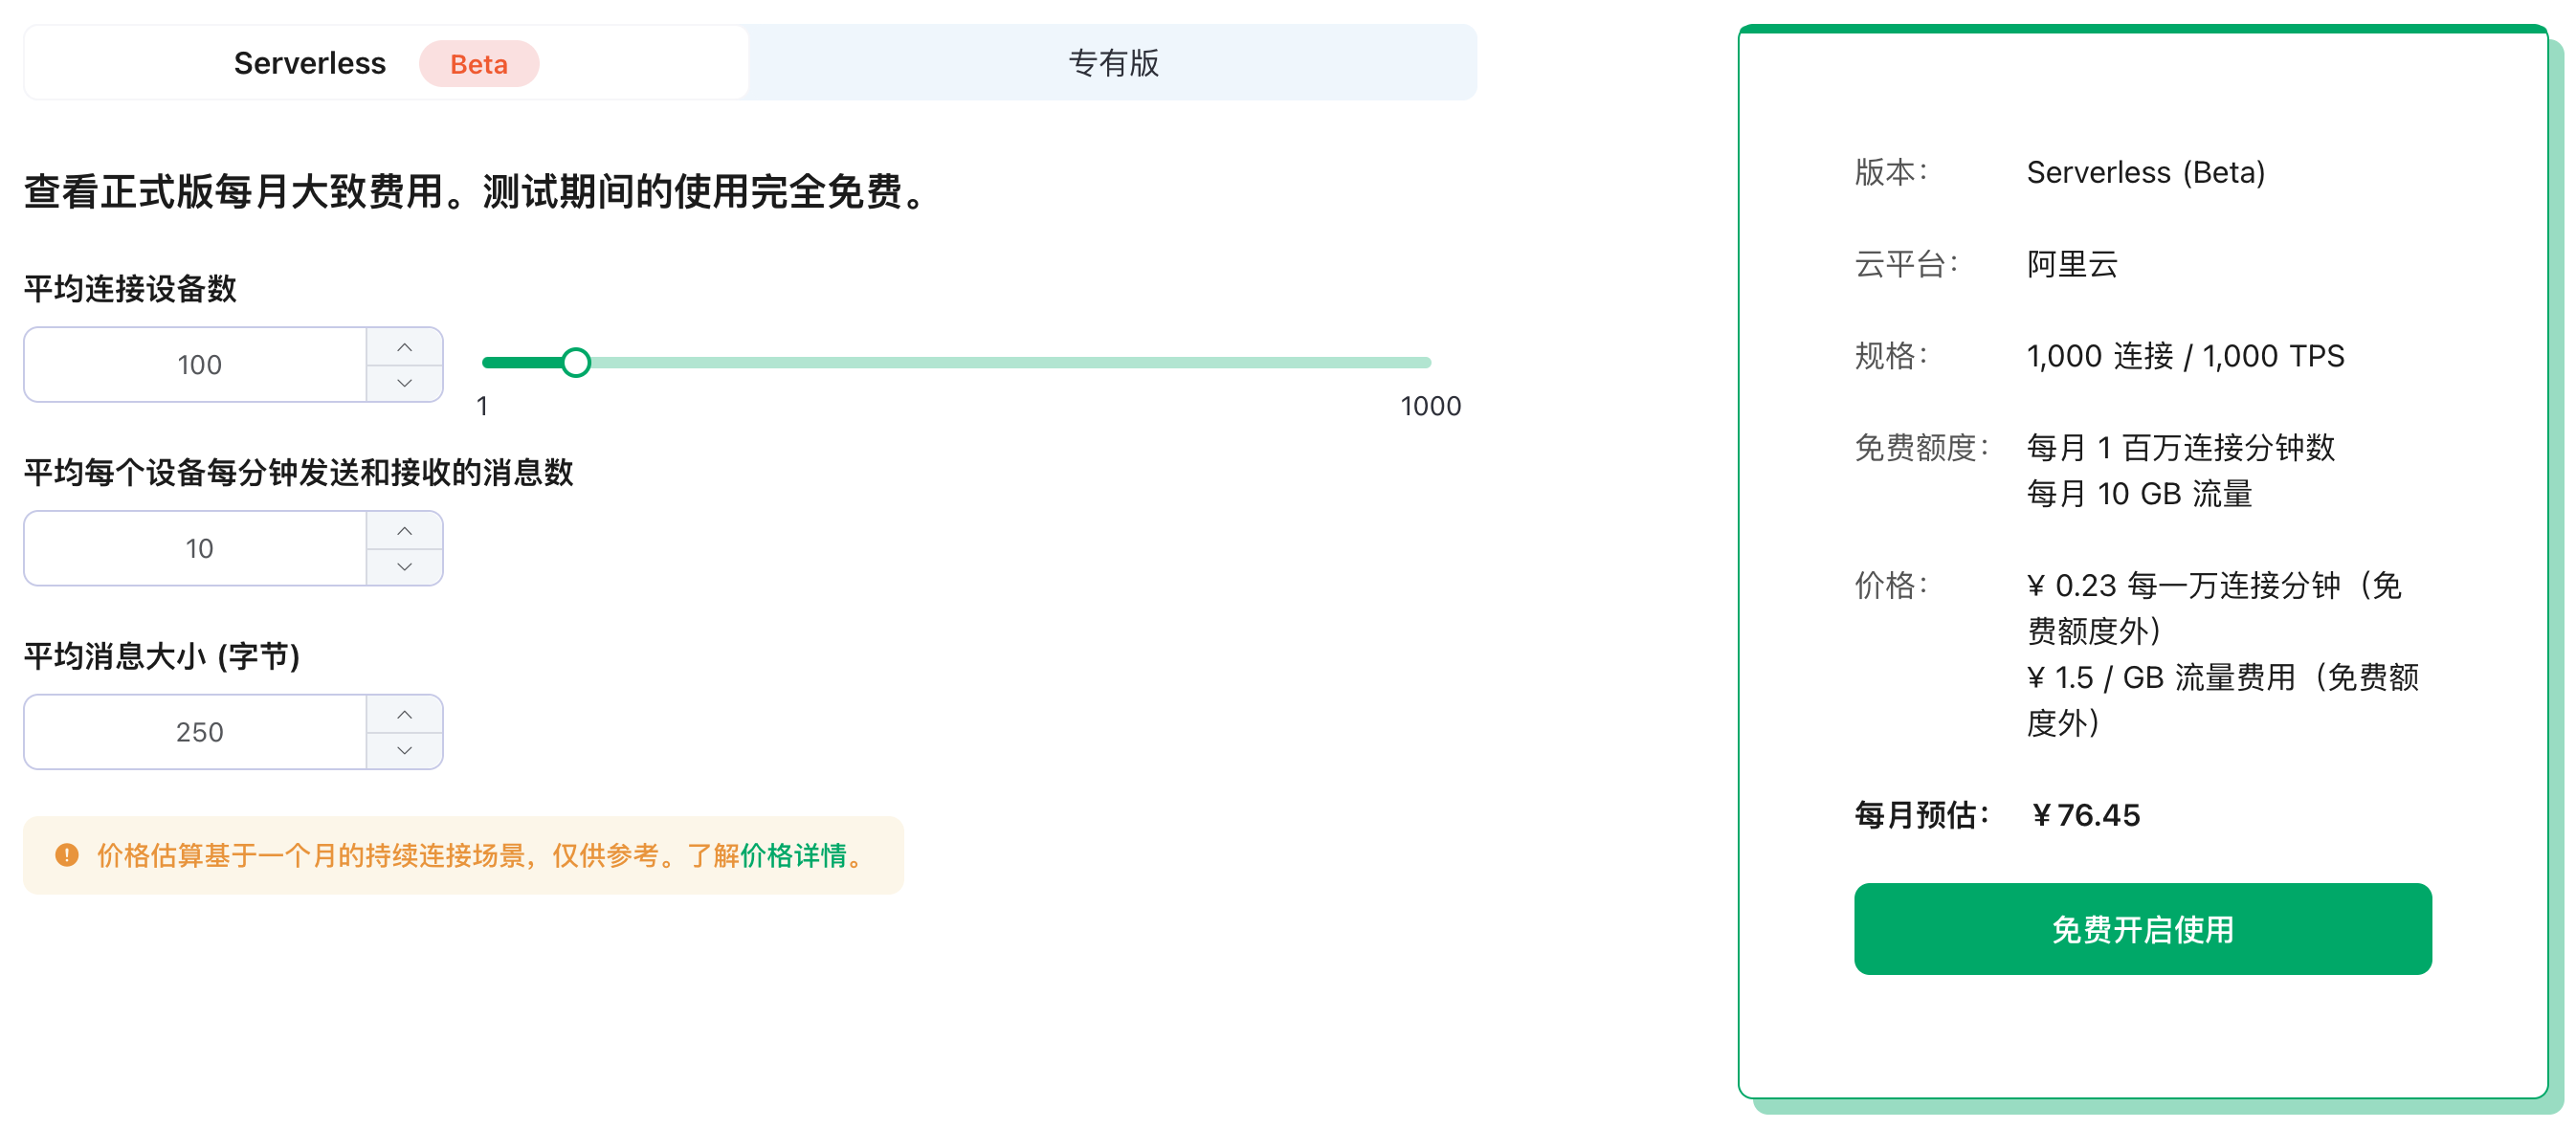 Serverless Beta
专有版
查看正式版每月大致费用。测试期间的使用完全免费。
平均连接设备数
100
1
1000
平均每个设备每分钟发送和接收的消息数
10
平均消息大小 (字节)
250
价格估算基于一个月的持续连接场景，仅供参考。了解价格详情。
版本： Serverless (Beta)
云平台： 阿里云
规格： 1,000 连接 / 1,000 TPS
免费额度： 每月 1 百万连接分钟数
每月 10 GB 流量
价格： ¥ 0.23 每一万连接分钟（免
费额度外）
¥ 1.5 / GB 流量费用（免费额
度外）
每月预估： ¥ 76.45
免费开启使用